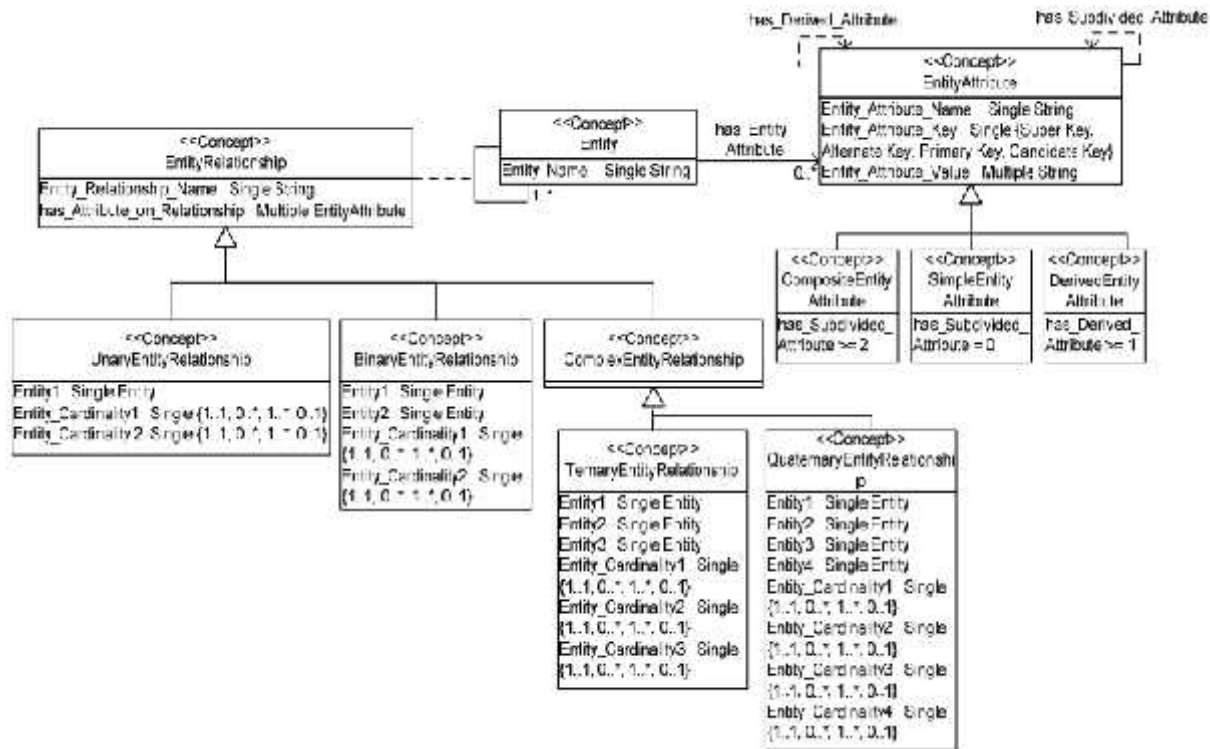 has_Derived_Attribute
has_Subdivided_Attribute
<<Concept>>
EntityAttribute
Entity_Attribute_Name Single String
Entity_Attribute_Key Single {Super Key,
Alternate Key, Primary Key, Candidate Key}
Entity_Attribute_Value Multiple String
<<Concept>>
Entity
Entity_Name Single String
1..*
has_Entity
Attribute
0..*
<<Concept>>
EntityRelationship
Entity_Relationship_Name Single String
has_Attribute_on_Relationship Multiple EntityAttribute
<<Concept>>
CompositeEntity
Attribute
has_Subdivided_
Attribute >= 2
<<Concept>>
SimpleEntity
Attribute
has_Subdivided_
Attribute = 0
<<Concept>>
DerivedEntity
Attribute
has_Derived_
Attribute >= 1
<<Concept>>
UnaryEntityRelationship
Entity1 Single Entity
Entity_Cardinality1 Single {1..1, 0..*, 1..*, 0..1}
Entity_Cardinality2 Single {1..1, 0..*, 1..*, 0..1}
<<Concept>>
BinaryEntityRelationship
Entity1 Single Entity
Entity2 Single Entity
Entity_Cardinality1 Single
{1..1, 0..*, 1..*, 0..1}
Entity_Cardinality2 Single
{1..1, 0..*, 1..*, 0..1}
<<Concept>>
ComplexEntityRelationship
<<Concept>>
TernaryEntityRelationship
Entity1 Single Entity
Entity2 Single Entity
Entity3 Single Entity
Entity_Cardinality1 Single
{1..1, 0..*, 1..*, 0..1}
Entity_Cardinality2 Single
{1..1, 0..*, 1..*, 0..1}
Entity_Cardinality3 Single
{1..1, 0..*, 1..*, 0..1}
<<Concept>>
QuaternaryEntityRelationsh
ip
Entity1 Single Entity
Entity2 Single Entity
Entity3 Single Entity
Entity4 Single Entity
Entity_Cardinality1 Single
{1..1, 0..*, 1..*, 0..1}
Entity_Cardinality2 Single
{1..1, 0..*, 1..*, 0..1}
Entity_Cardinality3 Single
{1..1, 0..*, 1..*, 0..1}
Entity_Cardinality4 Single
{1..1, 0..*, 1..*, 0..1}